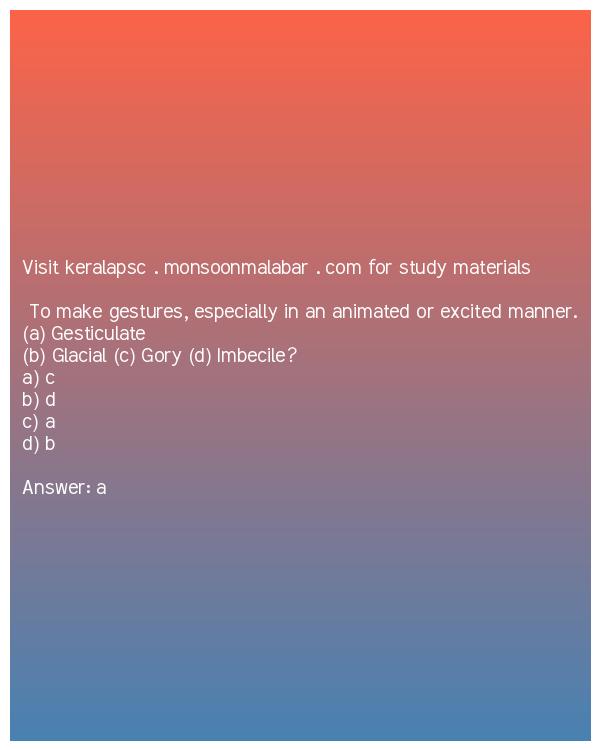 Visit keralapsc . monsoonmalabar . com for study materials
To make gestures, especially in an animated or excited manner.
(a) Gesticulate
(b) Glacial (c) Gory (d) Imbecile?
a) c
b) d
c) a
d) b
Answer: a